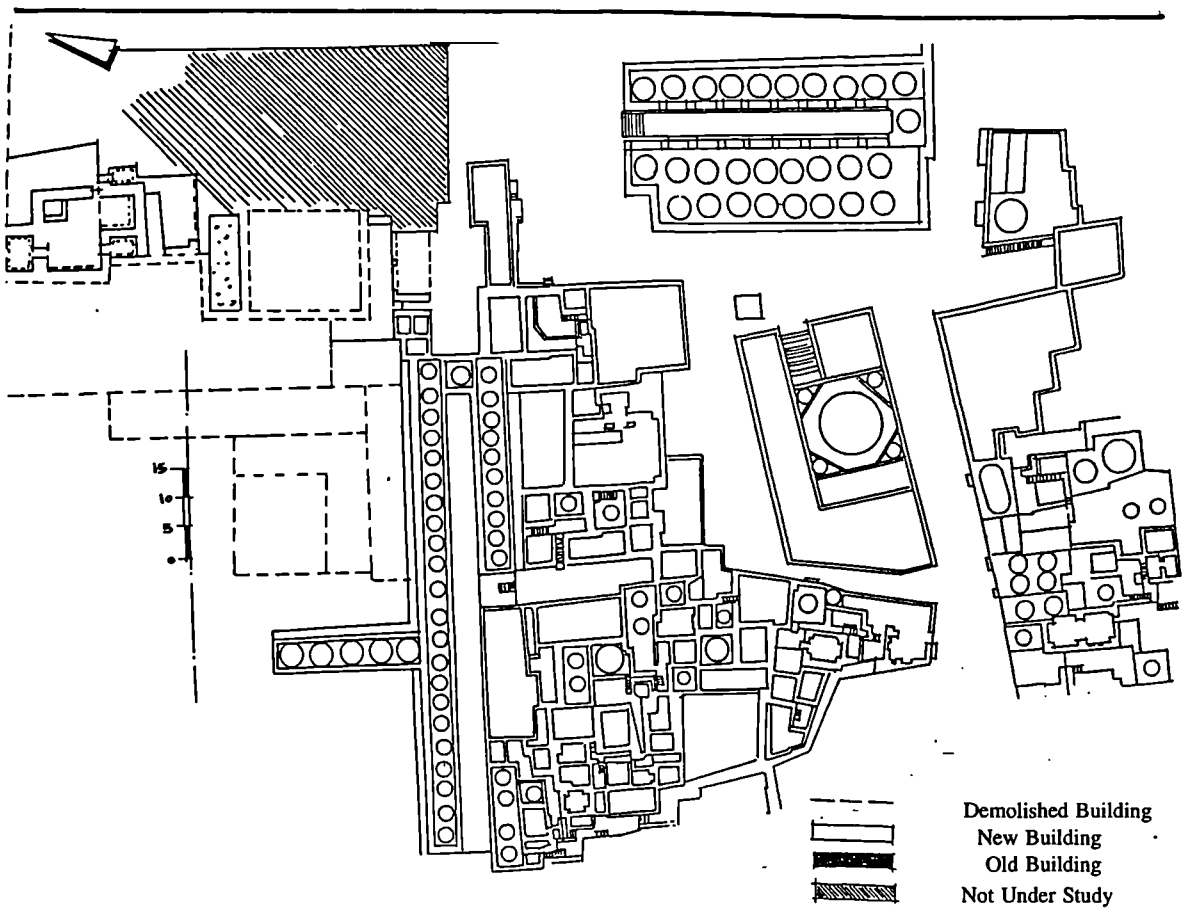 15
10
5
0
Demolished Building
New Building
Old Building
Not Under Study